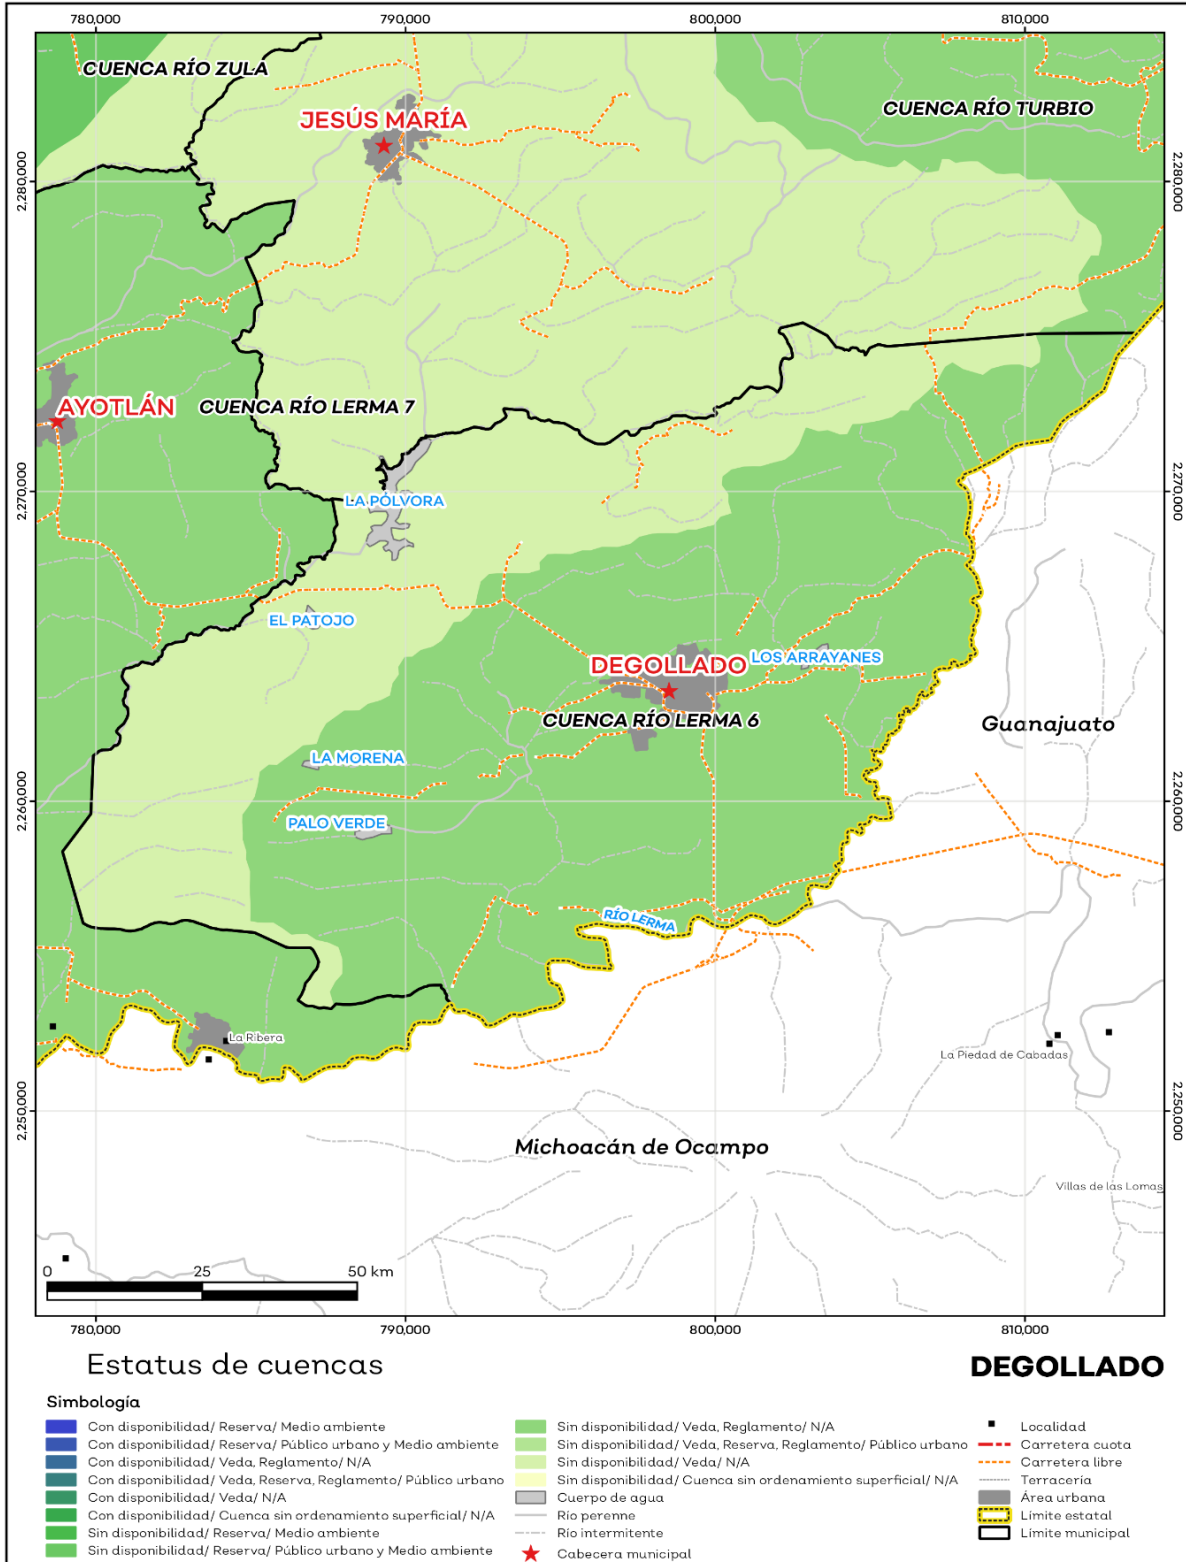 780,000
790,000
800,000
810,000
CUENCA RÍO ZULA
CUENCA RÍO TURBIO
JESÚS MARÍA
2,280,000
2,280,000
AYOTLÁN
CUENCA RÍO LERMA 7
2,270,000
2,270,000
LA PÓLVORA
EL PATOJO
DEGOLLADO
LOS ARRAYANES
CUENCA RÍO LERMA 6
Guanajuato
LA MORENA
2,260,000
2,260,000
PALO VERDE
RÍO LERMA
La Ribera
La Piedad de Cabadas
2,250,000
2,250,000
Michoacán de Ocampo
Villas de las Lomas
0 25 50 km
780,000
790,000
800,000
810,000
Estatus de cuencas
DEGOLLADO
Simbología
Con disponibilidad/ Reserva/ Medio ambiente
Con disponibilidad/ Reserva/ Público urbano y Medio ambiente
Con disponibilidad/ Veda, Reglamento/ N/A
Con disponibilidad/ Veda, Reserva, Reglamento/ Público urbano
Con disponibilidad/ Veda/ N/A
Con disponibilidad/ Cuenca sin ordenamiento superficial/ N/A
Sin disponibilidad/ Reserva/ Medio ambiente
Sin disponibilidad/ Reserva/ Público urbano y Medio ambiente
Sin disponibilidad/ Veda, Reglamento/ N/A
Sin disponibilidad/ Veda, Reserva, Reglamento/ Público urbano
Sin disponibilidad/ Veda/ N/A
Sin disponibilidad/ Cuenca sin ordenamiento superficial/ N/A
Cuerpo de agua
Río perenne
Río intermitente
Cabecera municipal
Localidad
Carretera cuota
Carretera libre
Terracería
Área urbana
Límite estatal
Límite municipal